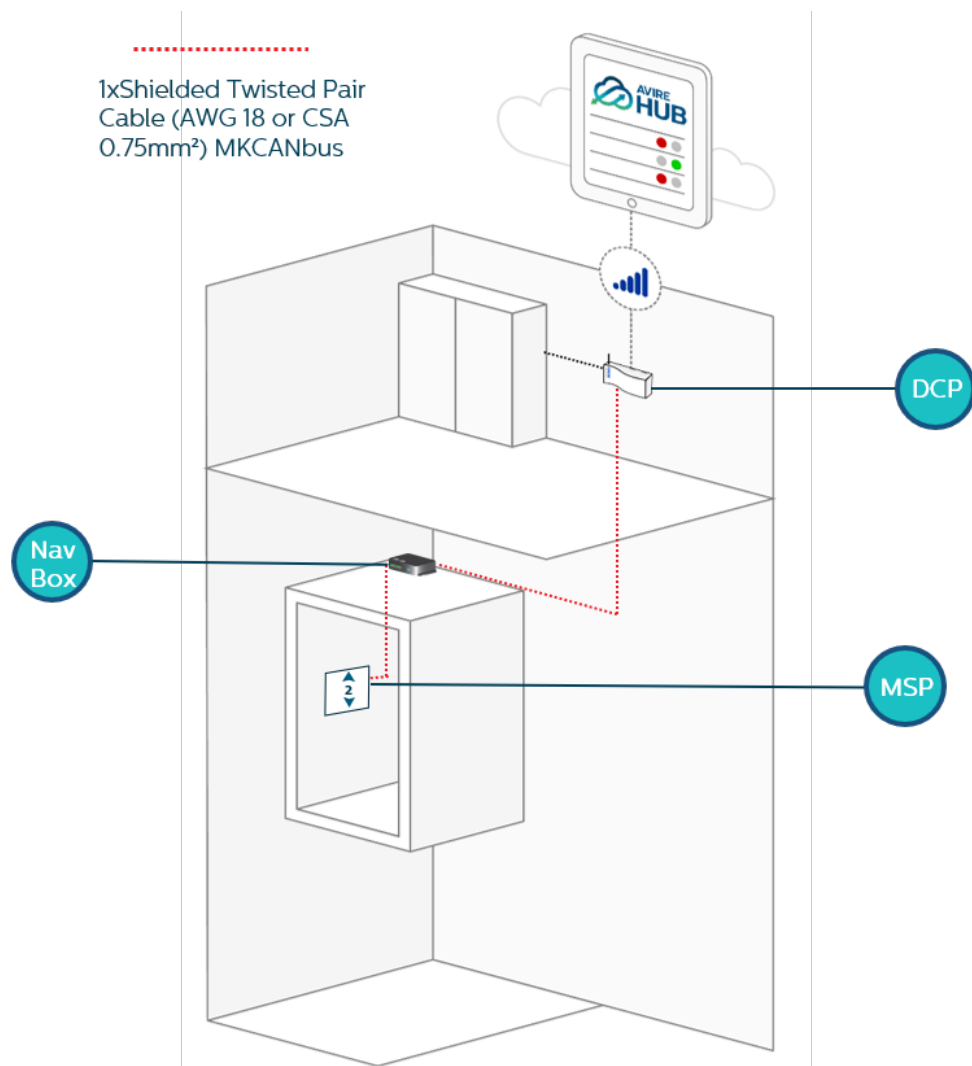 1xShielded Twisted Pair
Cable (AWG 18 or CSA
0.75mm²) MKCANbus
AVIRE
HUB
DCP
Nav
Box
2
MSP